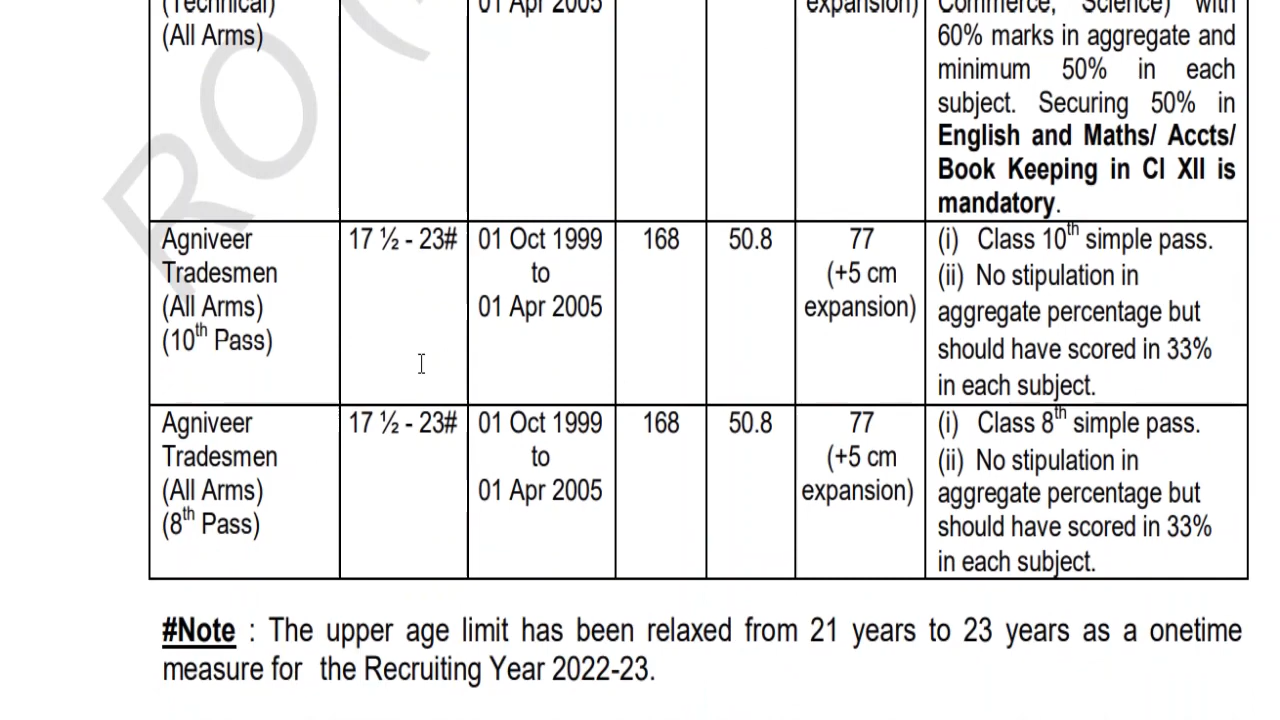 (Technical)
(All Arms)
01 Apr 2005
expansion)
Commerce, Science) with
60% marks in aggregate and
minimum 50% in each
subject. Securing 50% in
English and Maths/ Accts/
Book Keeping in Cl XII is
mandatory.
Agniveer
Tradesmen
(All Arms)
(10th Pass)
17 ½ - 23#
01 Oct 1999
to
01 Apr 2005
168
50.8
77
(+5 cm
expansion)
(i) Class 10th simple pass.
(ii) No stipulation in
aggregate percentage but
should have scored in 33%
in each subject.
Agniveer
Tradesmen
(All Arms)
(8th Pass)
17 ½ - 23#
01 Oct 1999
to
01 Apr 2005
168
50.8
77
(+5 cm
expansion)
(i) Class 8th simple pass.
(ii) No stipulation in
aggregate percentage but
should have scored in 33%
in each subject.
#Note : The upper age limit has been relaxed from 21 years to 23 years as a onetime
measure for the Recruiting Year 2022-23.
RO (